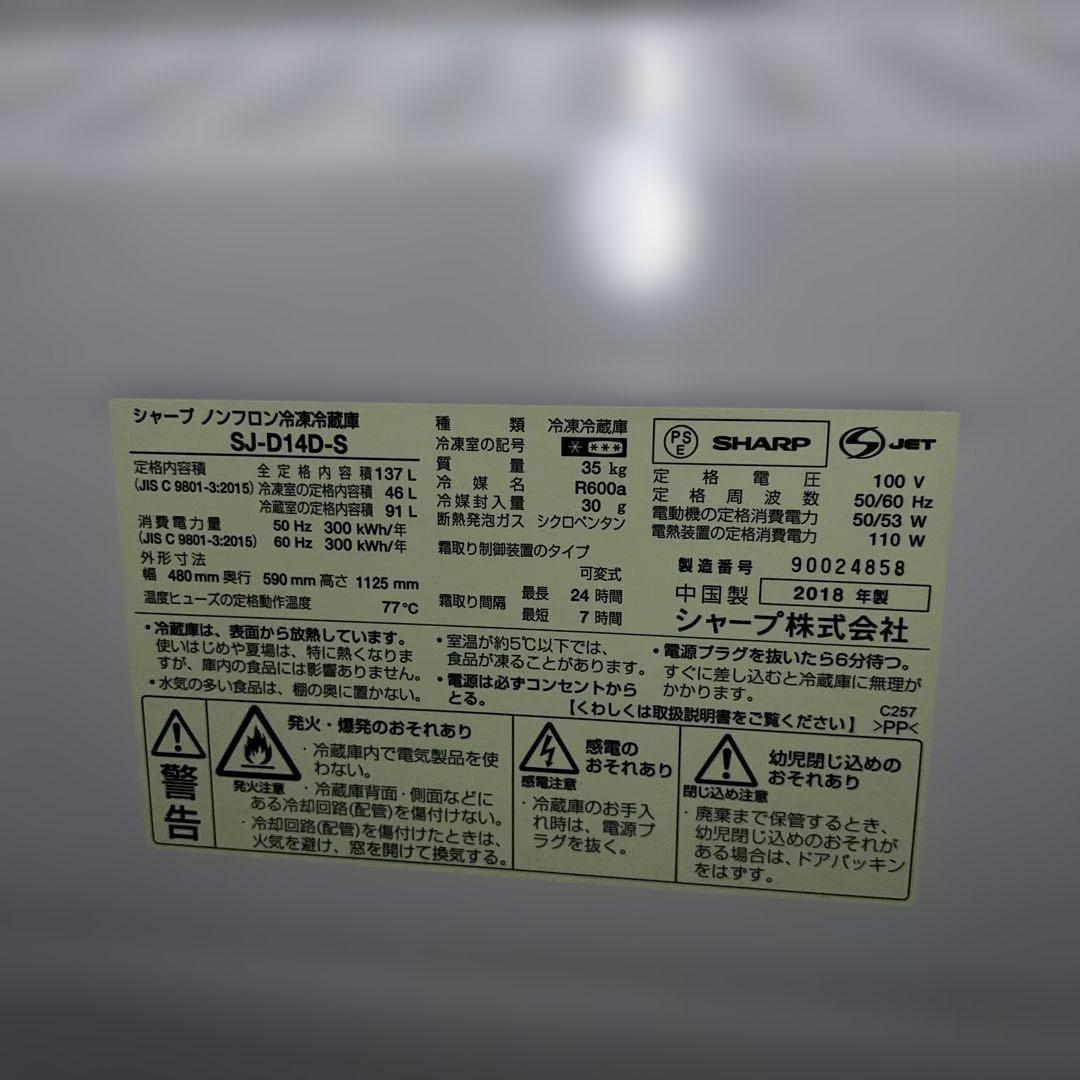 シャープ ノンフロン冷凍冷蔵庫
SJ-D14D-S
定格内容積 全定格内容積 137 L
(JIS C 9801-3:2015) 冷凍室の定格内容積 46 L
冷蔵室の定格内容積 91 L
消費電力量 50 Hz 300 kWh/年
(JIS C 9801-3:2015) 60 Hz 300 kWh/年
外形寸法
幅 480 mm 奥行 590 mm 高さ 1125 mm
温度ヒューズの定格動作温度 77℃
種類 冷凍冷蔵庫
冷凍室の記号 * ***
質量 35 kg
冷媒名 R600a
冷媒封入量 30 g
断熱発泡ガス シクロペンタン
霜取り制御装置のタイプ
可変式
霜取り間隔 最長 24 時間
最短 7 時間
PS
E
SHARP
JET
定格電圧 100 V
定格周波数 50/60 Hz
電動機の定格消費電力 50/53 W
電熱装置の定格消費電力 110 W
製造番号 90024858
中国製 2018 年製
シャープ株式会社
・冷蔵庫は、表面から放熱しています。
使いはじめや夏場は、特に熱くなりま
すが、庫内の食品には影響ありません。
・水気の多い食品は、棚の奥に置かない。
・室温が約5℃以下では、
食品が凍ることがあります。
・電源は必ずコンセントから
とる。
・電源プラグを抜いたら6分待つ。
すぐに差し込むと冷蔵庫に無理が
かかります。
【くわしくは取扱説明書をご覧ください】
C257
>PP<
警告
発火・爆発のおそれあり
発火注意
・冷蔵庫内で電気製品を使
わない。
・冷蔵庫背面・側面などに
ある冷却回路(配管)を傷付けない。
・冷却回路(配管)を傷付けたときは、
火気を避け、窓を開けて換気する。
感電の
おそれあり
感電注意
・冷蔵庫のお手入
れ時は、電源プ
ラグを抜く。
幼児閉じ込めの
おそれあり
閉じ込め注意
・廃棄まで保管するとき、
幼児閉じ込めのおそれが
ある場合は、ドアパッキン
をはずす。